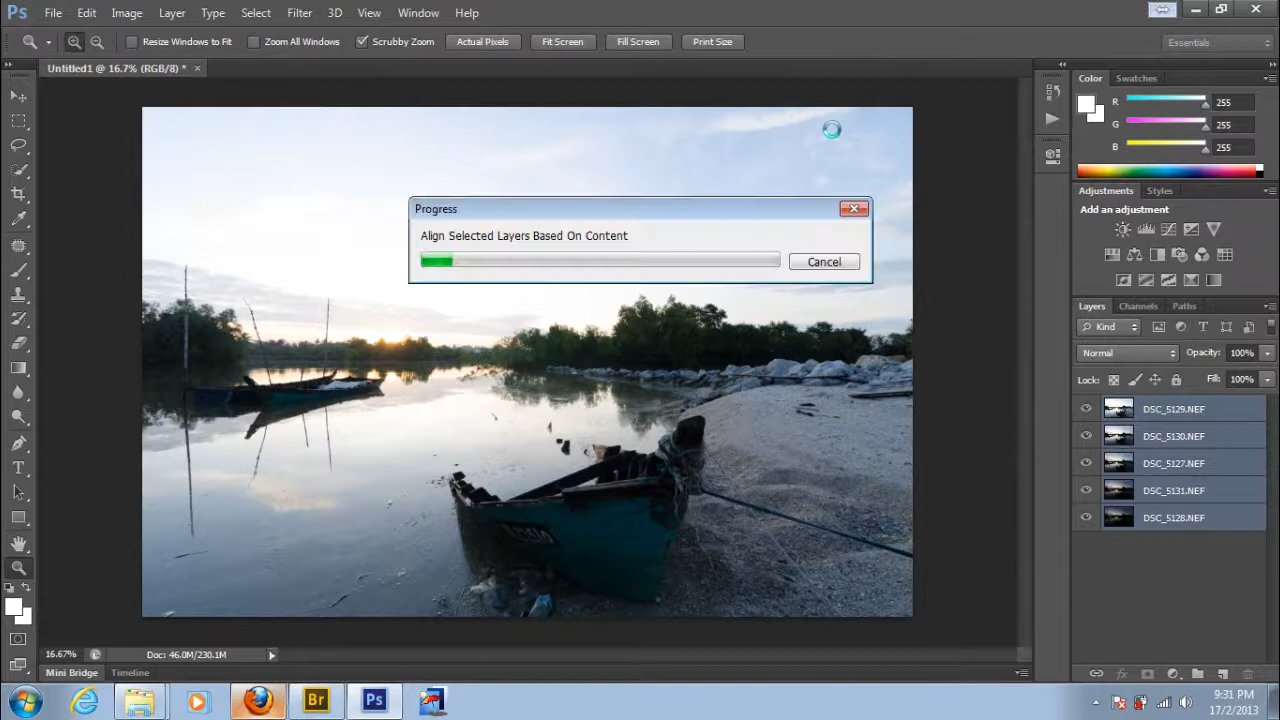 Ps File Edit Image Layer Type Select Filter 3D View Window Help
Resize Windows to Fit Zoom All Windows Scrubby Zoom Actual Pixels Fit Screen Fill Screen Print Size Essentials
Untitled1 @ 16.7% (RGB/8) * ×
Color Swatches
R 255
G 255
B 255
Adjustments Styles
Add an adjustment
Progress
Align Selected Layers Based On Content
Cancel
Layers Channels Paths
Kind
Normal Opacity: 100%
Lock: Fill: 100%
DSC_5129.NEF
DSC_5130.NEF
DSC_5127.NEF
DSC_5131.NEF
DSC_5128.NEF
16.67% Doc: 46.0M/230.1M
Mini Bridge Timeline
Br Ps
9:31 PM
17/2/2013